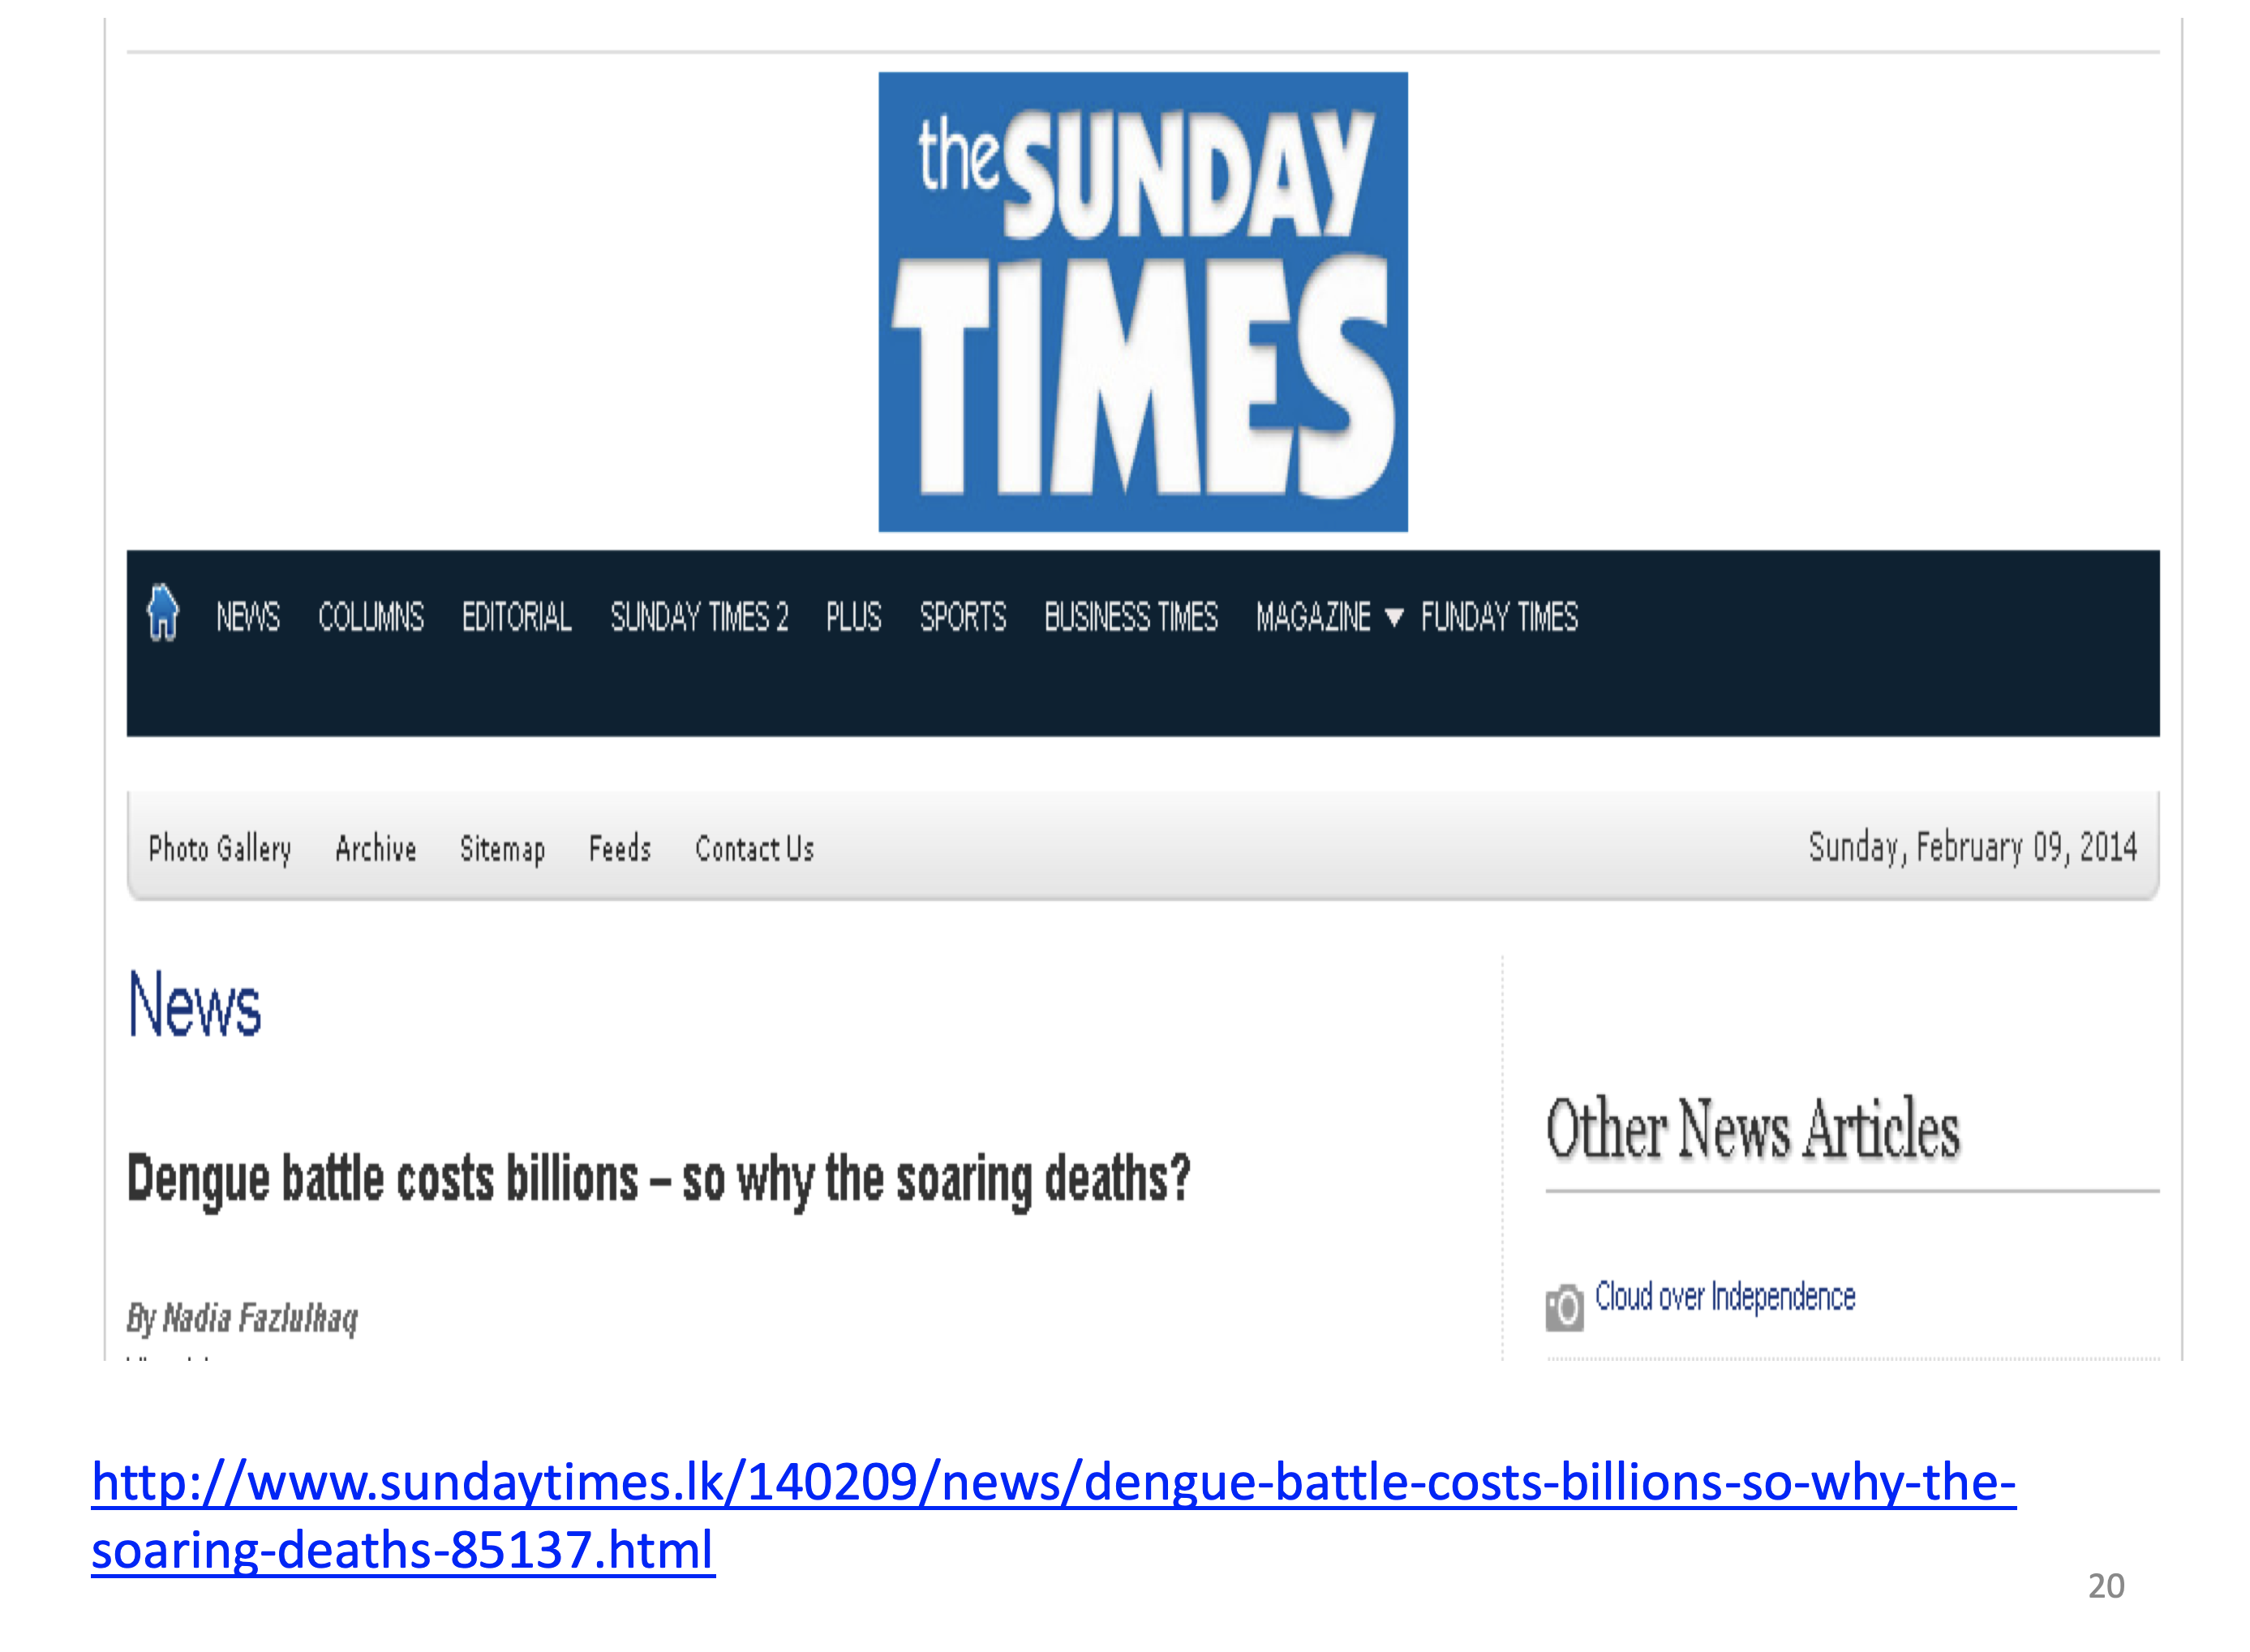 the SUNDAY
TIMES
NEWS COLUMNS EDITORIAL SUNDAY TIMES 2 PLUS SPORTS BUSINESS TIMES MAGAZINE ▼ FUNDAY TIMES
Photo Gallery Archive Sitemap Feeds Contact Us Sunday, February 09, 2014
News
Other News Articles
Dengue battle costs billions – so why the soaring deaths?
Cloud over Independence
By Nadia Fazlulhaq
http://www.sundaytimes.lk/140209/news/dengue-battle-costs-billions-so-why-the-
soaring-deaths-85137.html
20